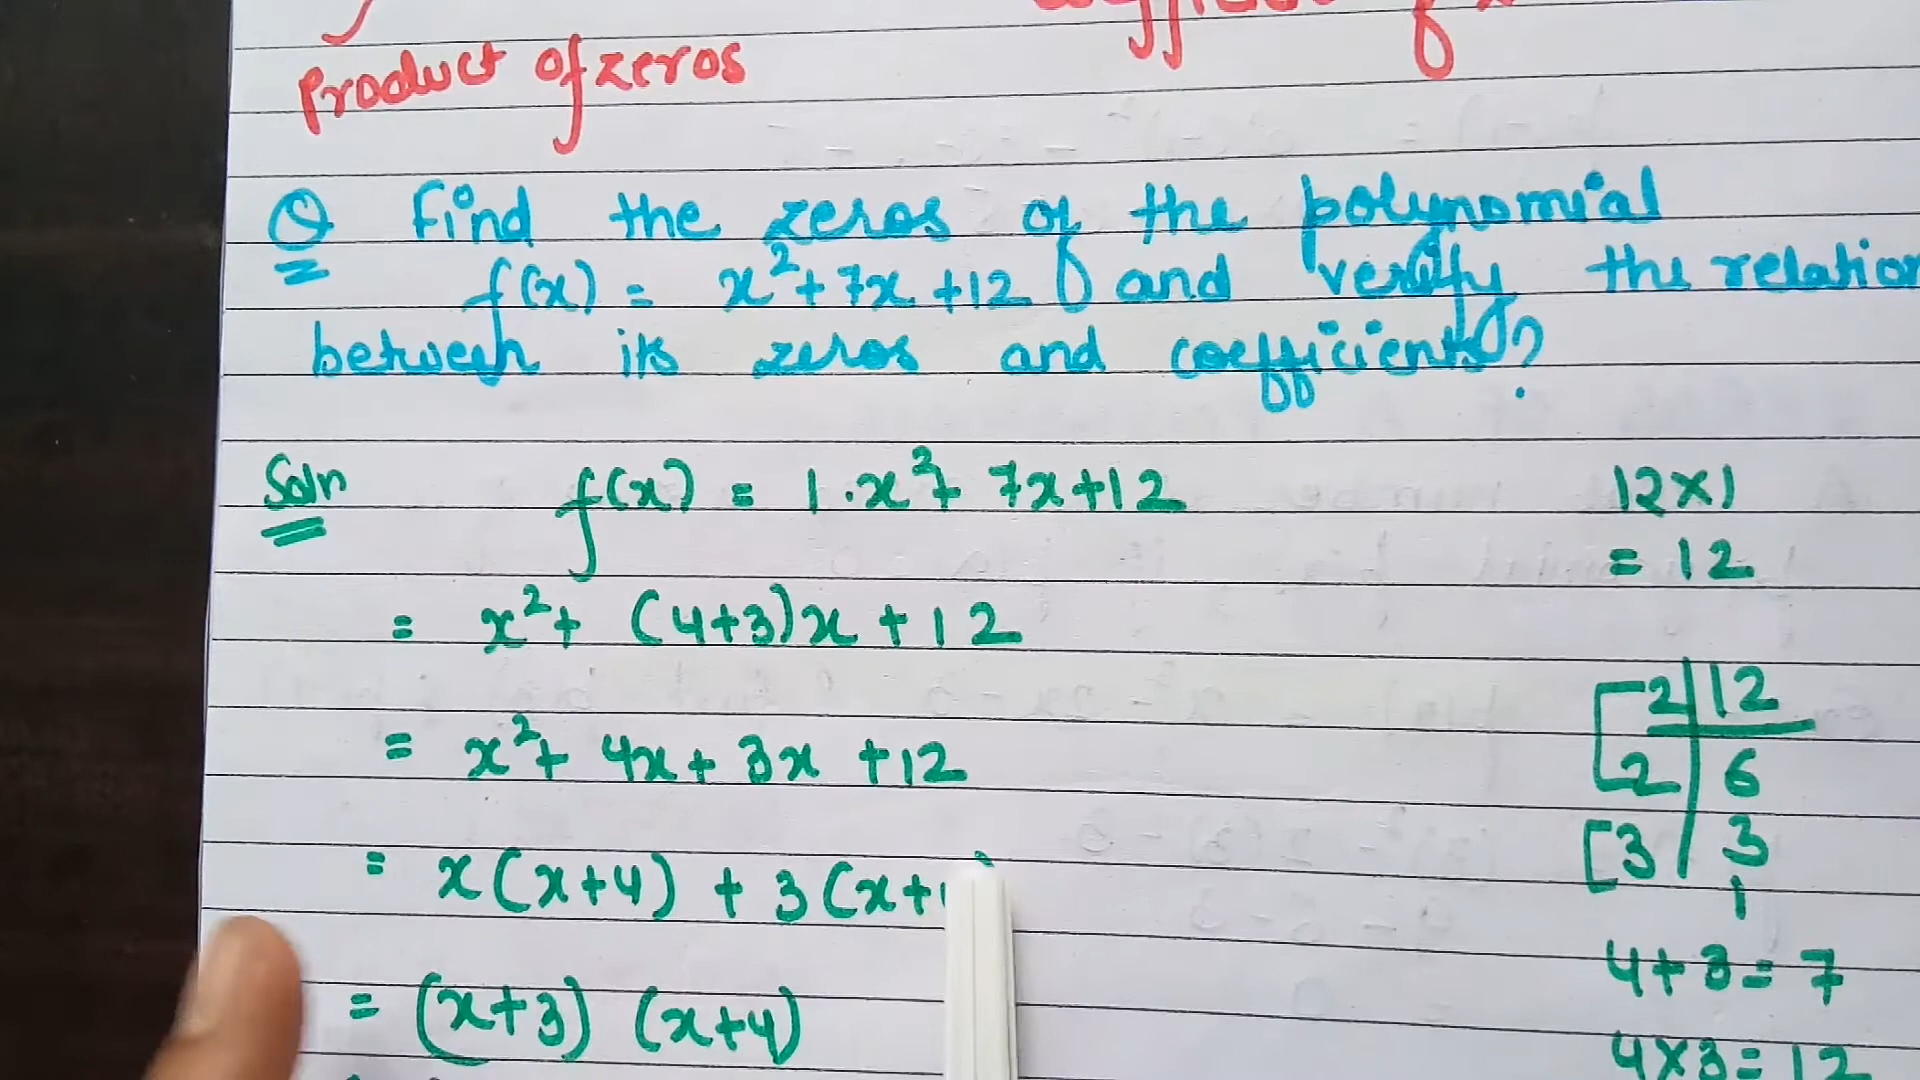 Product of zeros
Q Find the zeros of the polynomial
f(x) = x²+7x+12 and verify the relation
between its zeros and coefficients?
Soln f(x) = 1.x²+7x+12
= x²+(4+3)x+12
= x²+4x+3x+12
= x(x+4)+3(x+
= (x+3)(x+4)
12×1
= 12
2|12
2|6
3|3
1
4+3=7
4×3=12